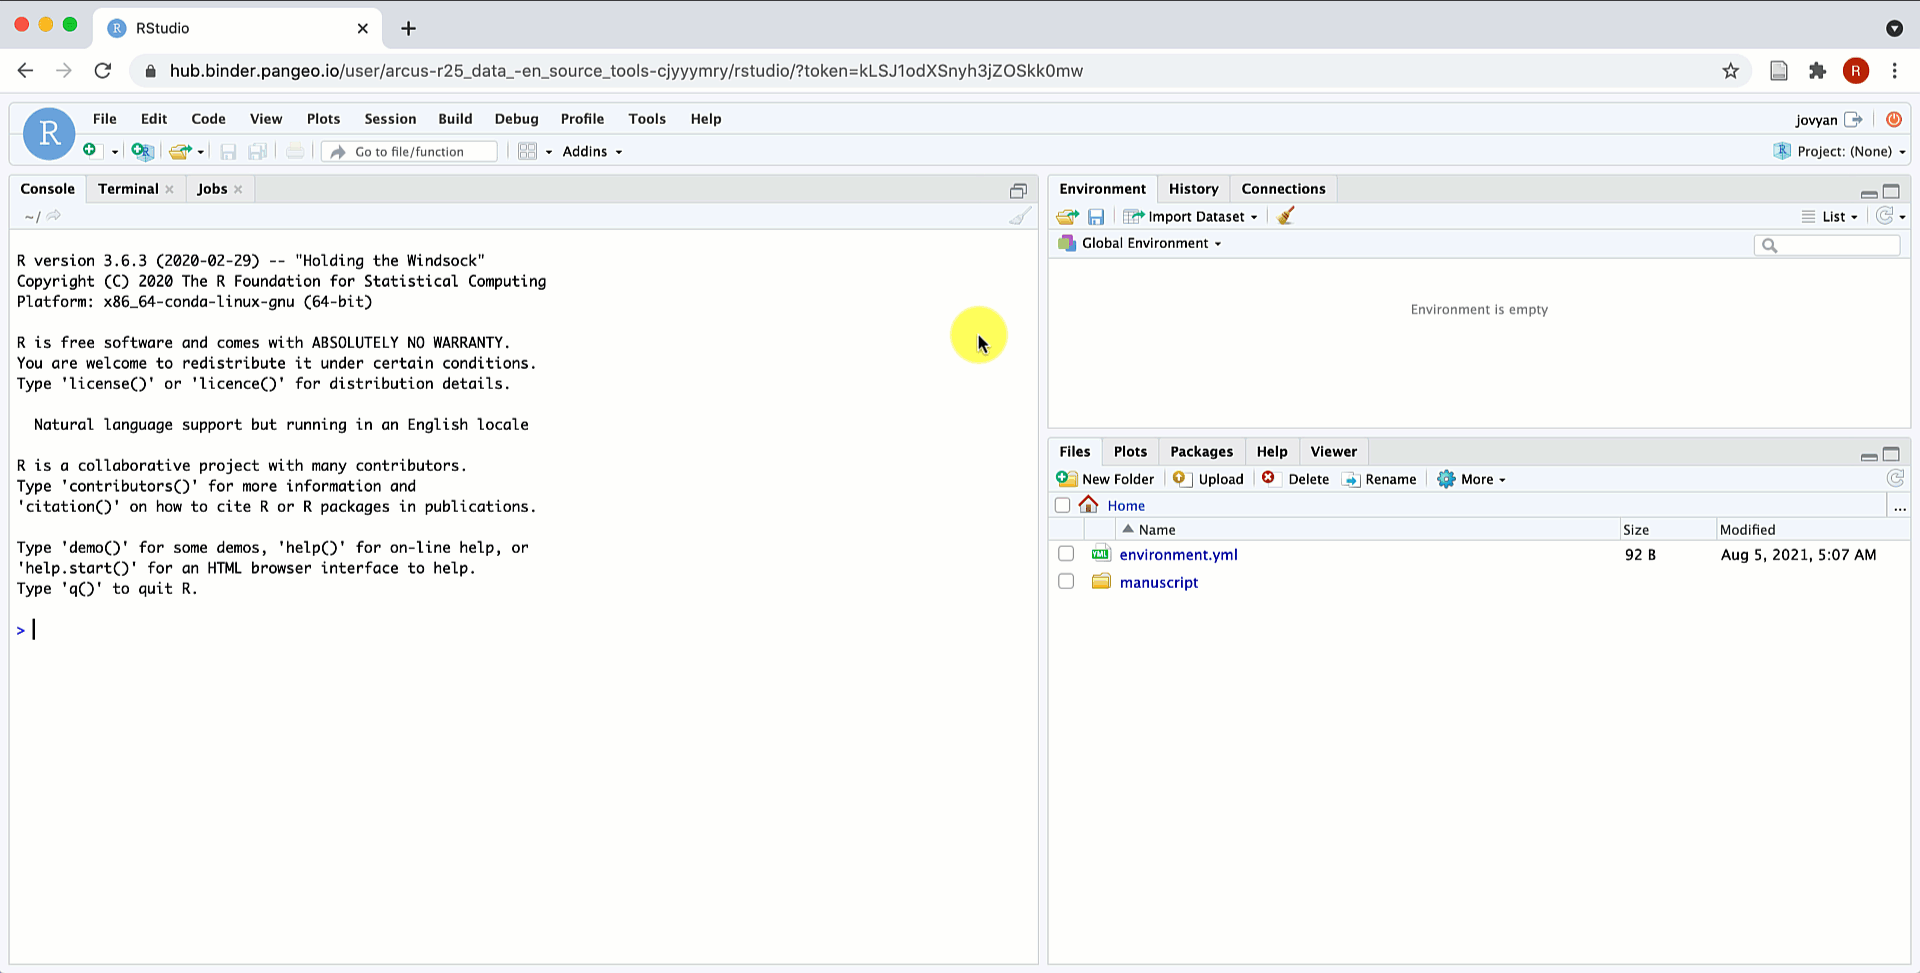 RStudio
hub.binder.pangeo.io/user/arcus-r25_data_-en_source_tools-cjyyymry/rstudio/?token=kLSJ1odXSnyh3jZOSkk0mw
R
R
File Edit Code View Plots Session Build Debug Profile Tools Help
jovyan
Go to file/function
Addins
Project: (None)
Console Terminal Jobs
~/
R version 3.6.3 (2020-02-29) -- "Holding the Windsock"
Copyright (C) 2020 The R Foundation for Statistical Computing
Platform: x86_64-conda-linux-gnu (64-bit)
R is free software and comes with ABSOLUTELY NO WARRANTY.
You are welcome to redistribute it under certain conditions.
Type 'license()' or 'licence()' for distribution details.
Natural language support but running in an English locale
R is a collaborative project with many contributors.
Type 'contributors()' for more information and
'citation()' on how to cite R or R packages in publications.
Type 'demo()' for some demos, 'help()' for on-line help, or
'help.start()' for an HTML browser interface to help.
Type 'q()' to quit R.
>
Environment History Connections
Import Dataset
List
Global Environment
Environment is empty
Files Plots Packages Help Viewer
New Folder Upload Delete Rename More
Home
...
Name Size Modified
YML environment.yml 92 B Aug 5, 2021, 5:07 AM
manuscript